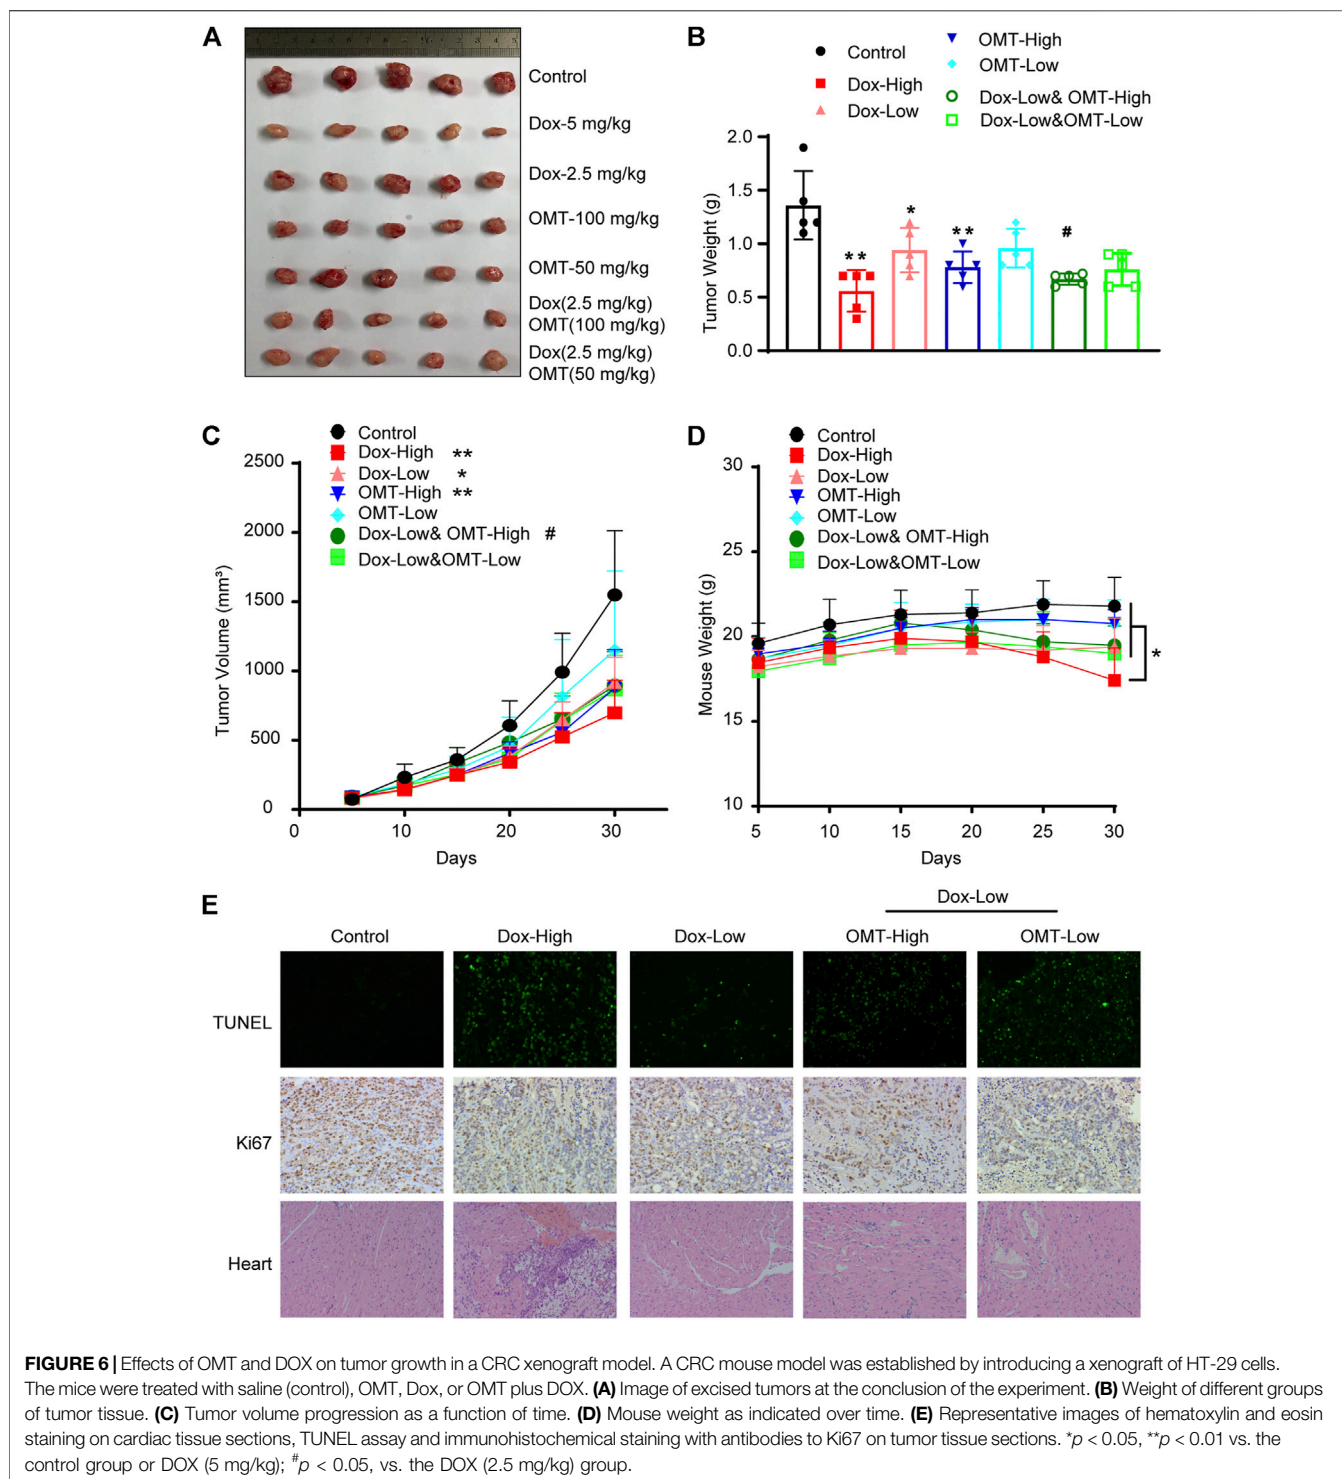 A
Control
Dox-5 mg/kg
Dox-2.5 mg/kg
OMT-100 mg/kg
OMT-50 mg/kg
Dox(2.5 mg/kg)
OMT(100 mg/kg)
Dox(2.5 mg/kg)
OMT(50 mg/kg)
B
Control
Dox-High
Dox-Low
OMT-High
OMT-Low
Dox-Low& OMT-High
Dox-Low&OMT-Low
Tumor Weight (g)
2.0
1.5
1.0
0.5
0.0
**
*
**
#
C
Control
Dox-High **
Dox-Low *
OMT-High **
OMT-Low
Dox-Low& OMT-High #
Dox-Low&OMT-Low
Tumor Volume (mm³)
2500
2000
1500
1000
500
0
0 10 20 30
Days
D
Control
Dox-High
Dox-Low
OMT-High
OMT-Low
Dox-Low& OMT-High
Dox-Low&OMT-Low
Mouse Weight (g)
30
25
20
15
10
*
5 10 15 20 25 30
Days
E
Dox-Low
Control Dox-High Dox-Low OMT-High OMT-Low
TUNEL
Ki67
Heart
FIGURE 6 | Effects of OMT and DOX on tumor growth in a CRC xenograft model. A CRC mouse model was established by introducing a xenograft of HT-29 cells.
The mice were treated with saline (control), OMT, Dox, or OMT plus DOX. (A) Image of excised tumors at the conclusion of the experiment. (B) Weight of different groups
of tumor tissue. (C) Tumor volume progression as a function of time. (D) Mouse weight as indicated over time. (E) Representative images of hematoxylin and eosin
staining on cardiac tissue sections, TUNEL assay and immunohistochemical staining with antibodies to Ki67 on tumor tissue sections. *p < 0.05, **p < 0.01 vs. the
control group or DOX (5 mg/kg); #p < 0.05, vs. the DOX (2.5 mg/kg) group.